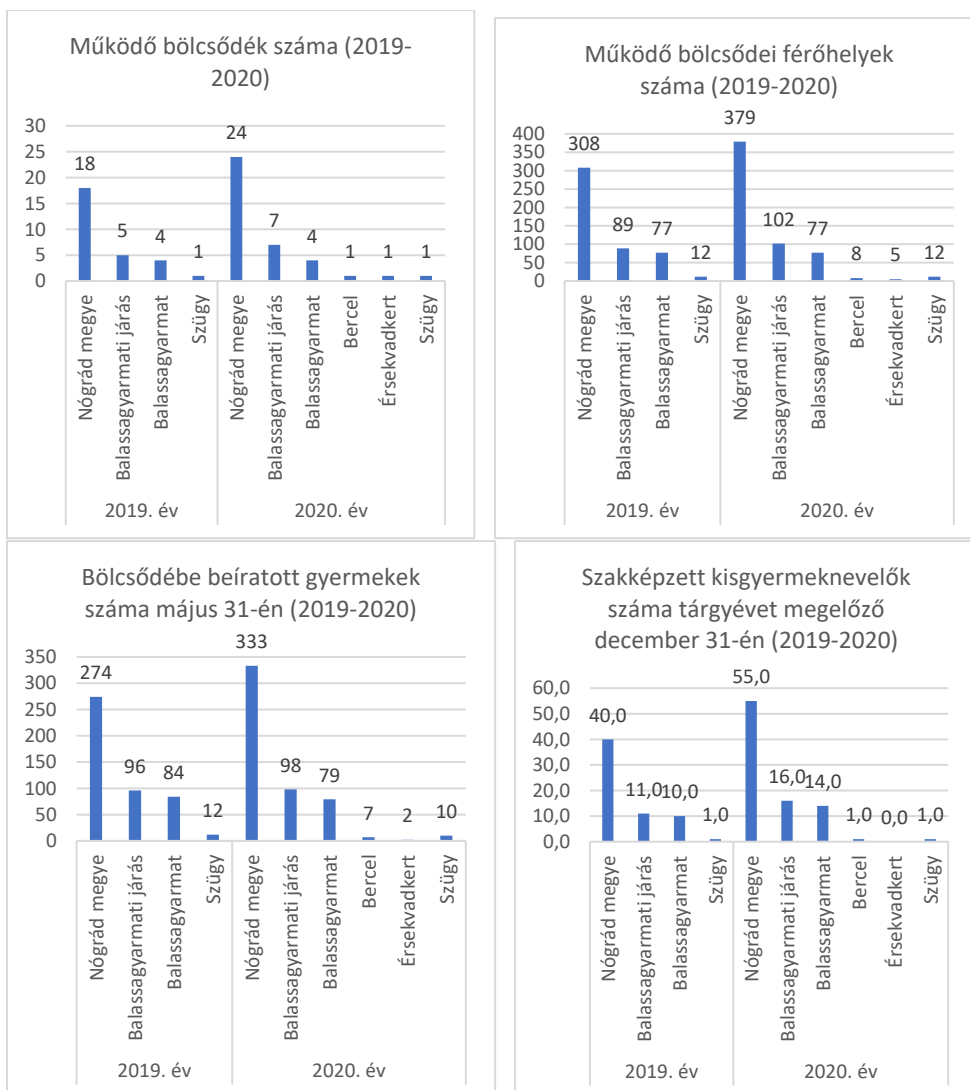 Működő bölcsődék száma (2019-
2020)
30
25
20
15
10
5
0
18
5
4
1
24
7
4
1
1
1
Nógrád megye
Balassagyarmati járás
Balassagyarmat
Szügy
Nógrád megye
Balassagyarmati járás
Balassagyarmat
Bercel
Érsekvadkert
Szügy
2019. év
2020. év
Működő bölcsődei férőhelyek
száma (2019-2020)
400
350
300
250
200
150
100
50
0
308
89
77
12
379
102
77
8
5
12
Nógrád megye
Balassagyarmati járás
Balassagyarmat
Szügy
Nógrád megye
Balassagyarmati járás
Balassagyarmat
Bercel
Érsekvadkert
Szügy
2019. év
2020. év
Bölcsődébe beíratott gyermekek
száma május 31-én (2019-2020)
350
300
250
200
150
100
50
0
274
96
84
12
333
98
79
7
2
10
Nógrád megye
Balassagyarmati járás
Balassagyarmat
Szügy
Nógrád megye
Balassagyarmati járás
Balassagyarmat
Bercel
Érsekvadkert
Szügy
2019. év
2020. év
Szakképzett kisgyermeknevelők
száma tárgyévet megelőző
december 31-én (2019-2020)
60,0
50,0
40,0
30,0
20,0
10,0
0,0
40,0
11,0
10,0
1,0
55,0
16,0
14,0
1,0
0,0
1,0
Nógrád megye
Balassagyarmati járás
Balassagyarmat
Szügy
Nógrád megye
Balassagyarmati járás
Balassagyarmat
Bercel
Érsekvadkert
Szügy
2019. év
2020. év